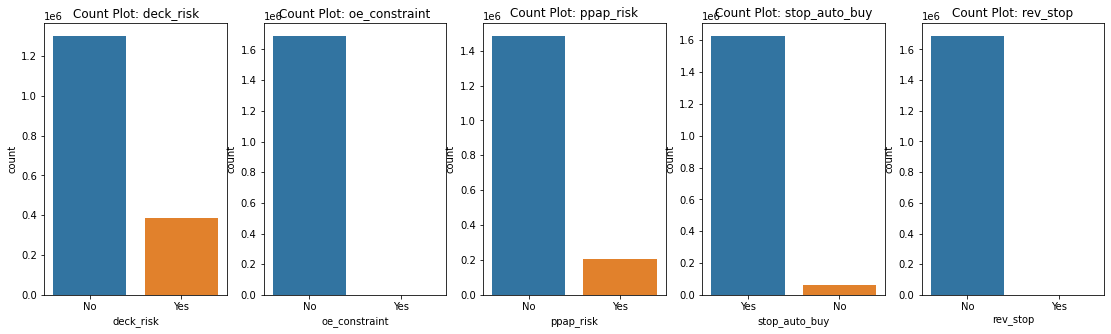 Count Plot: deck_risk
1e6
1.2
1.0
0.8
0.6
0.4
0.2
0.0
count
No Yes
deck_risk
Count Plot: oe_constraint
1e6
1.6
1.4
1.2
1.0
0.8
0.6
0.4
0.2
0.0
count
No Yes
oe_constraint
Count Plot: ppap_risk
1e6
1.4
1.2
1.0
0.8
0.6
0.4
0.2
0.0
count
No Yes
ppap_risk
Count Plot: stop_auto_buy
1e6
1.6
1.4
1.2
1.0
0.8
0.6
0.4
0.2
0.0
count
Yes No
stop_auto_buy
Count Plot: rev_stop
1e6
1.6
1.4
1.2
1.0
0.8
0.6
0.4
0.2
0.0
count
No Yes
rev_stop